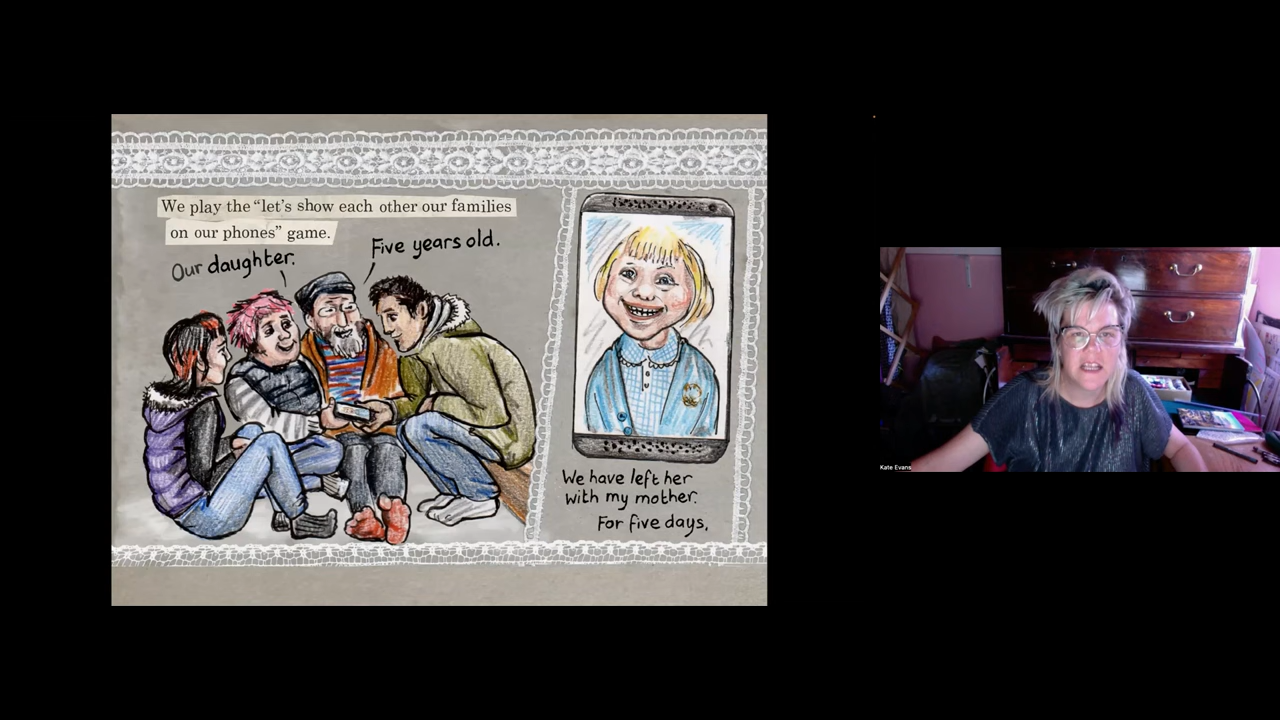 We play the “let’s show each other our families
on our phones” game.
Our daughter.
Five years old.
We have left her
with my mother.
For five days.
Kate Evans